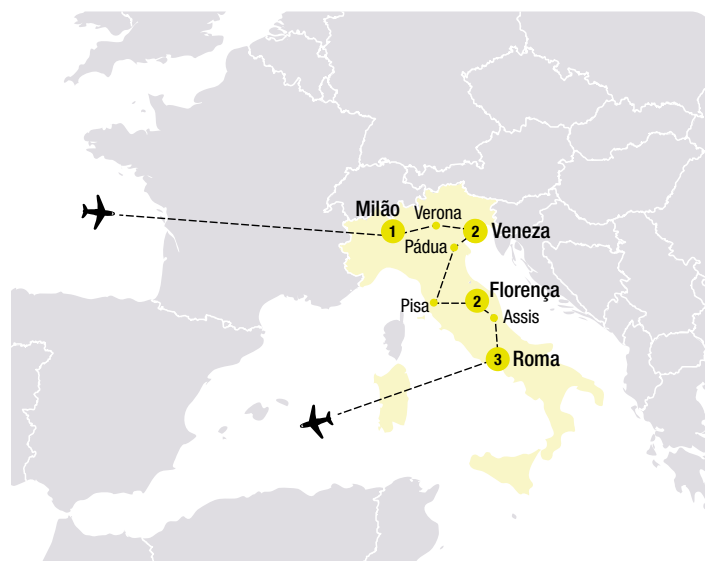 Milão
1
Verona
2
Veneza
Pádua
Florença
2
Pisa
Assis
3
Roma